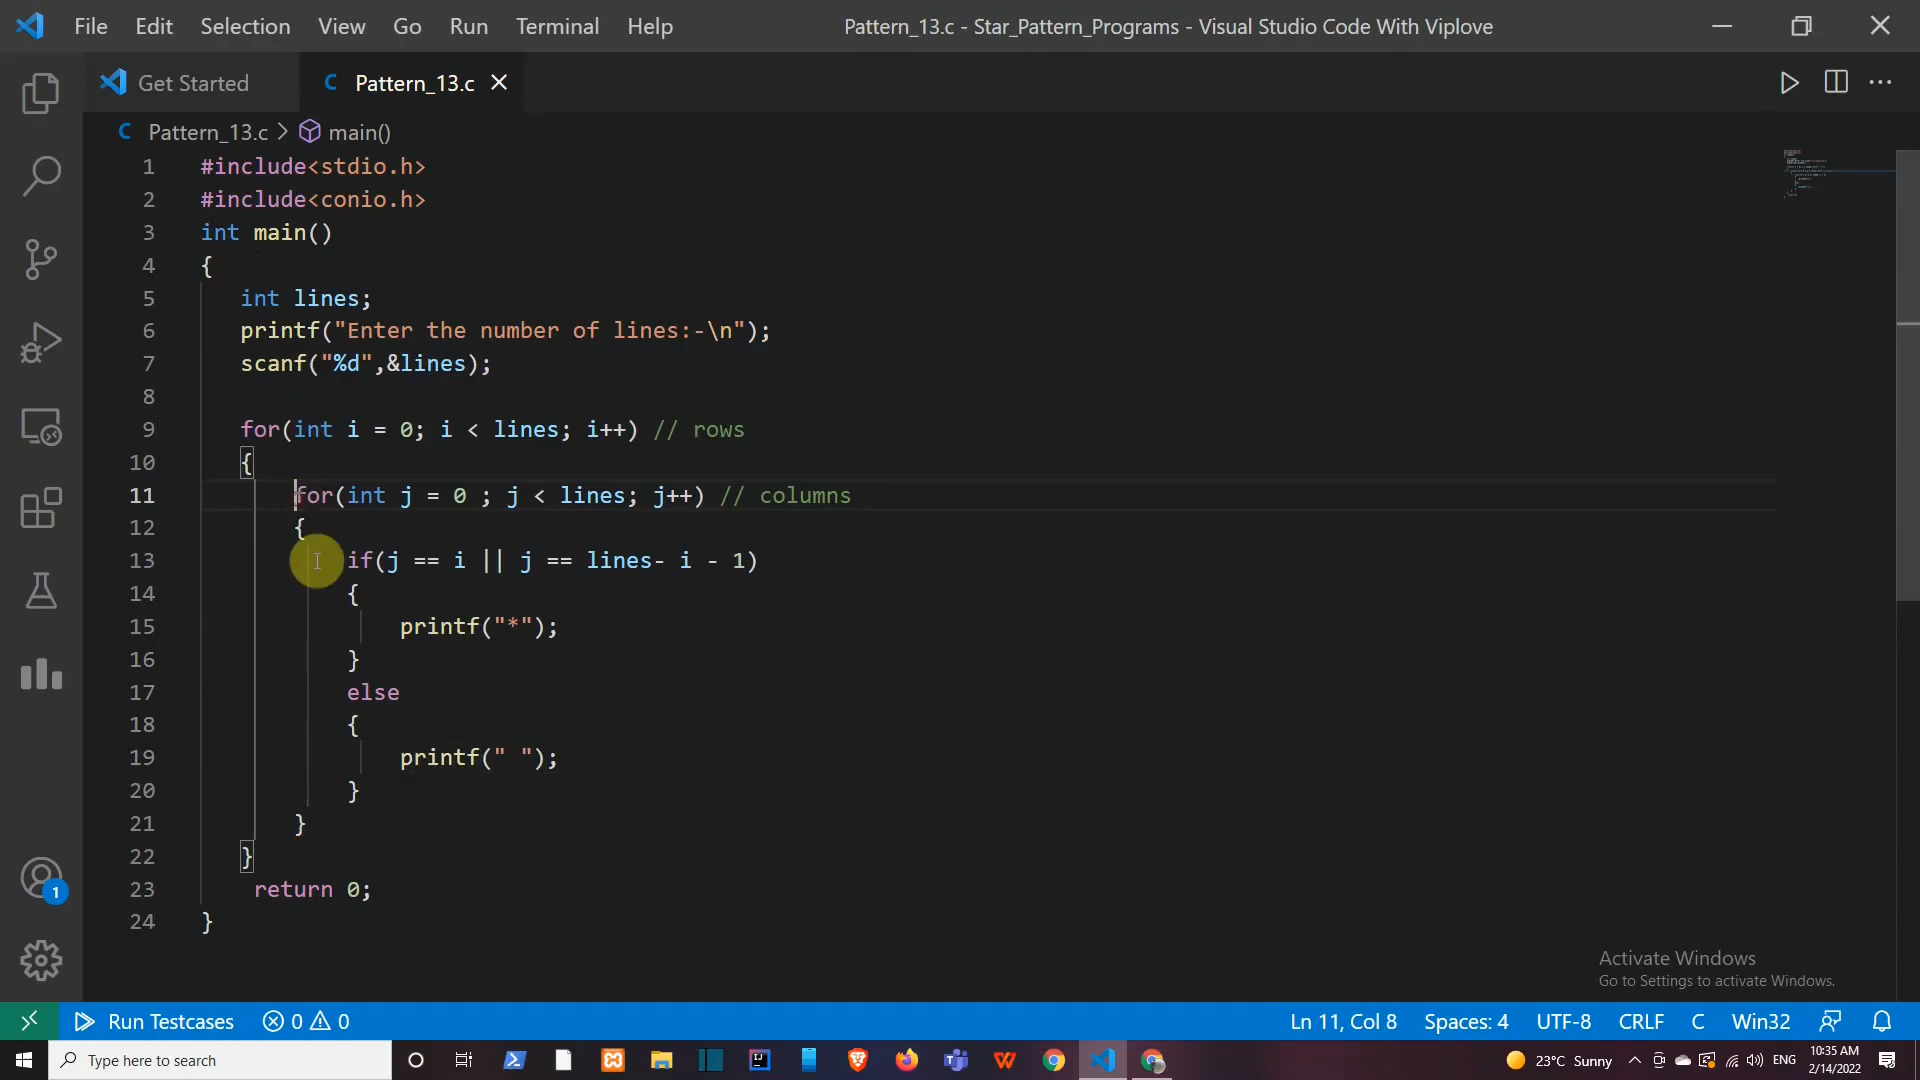 File Edit Selection View Go Run Terminal Help
Pattern_13.c - Star_Pattern_Programs - Visual Studio Code With Viplove
Get Started
C Pattern_13.c
C Pattern_13.c > main()
1 #include<stdio.h>
2 #include<conio.h>
3 int main()
4 {
5 int lines;
6 printf("Enter the number of lines:-\n");
7 scanf("%d",&lines);
8
9 for(int i = 0; i < lines; i++) // rows
10 {
11 for(int j = 0 ; j < lines; j++) // columns
12 {
13 if(j == i || j == lines- i - 1)
14 {
15 printf("*");
16 }
17 else
18 {
19 printf(" ");
20 }
21 }
22 }
23 return 0;
24 }
1
Activate Windows
Go to Settings to activate Windows.
Run Testcases 0 0
Ln 11, Col 8 Spaces: 4 UTF-8 CRLF C Win32
Type here to search
23°C Sunny
ENG
10:35 AM
2/14/2022